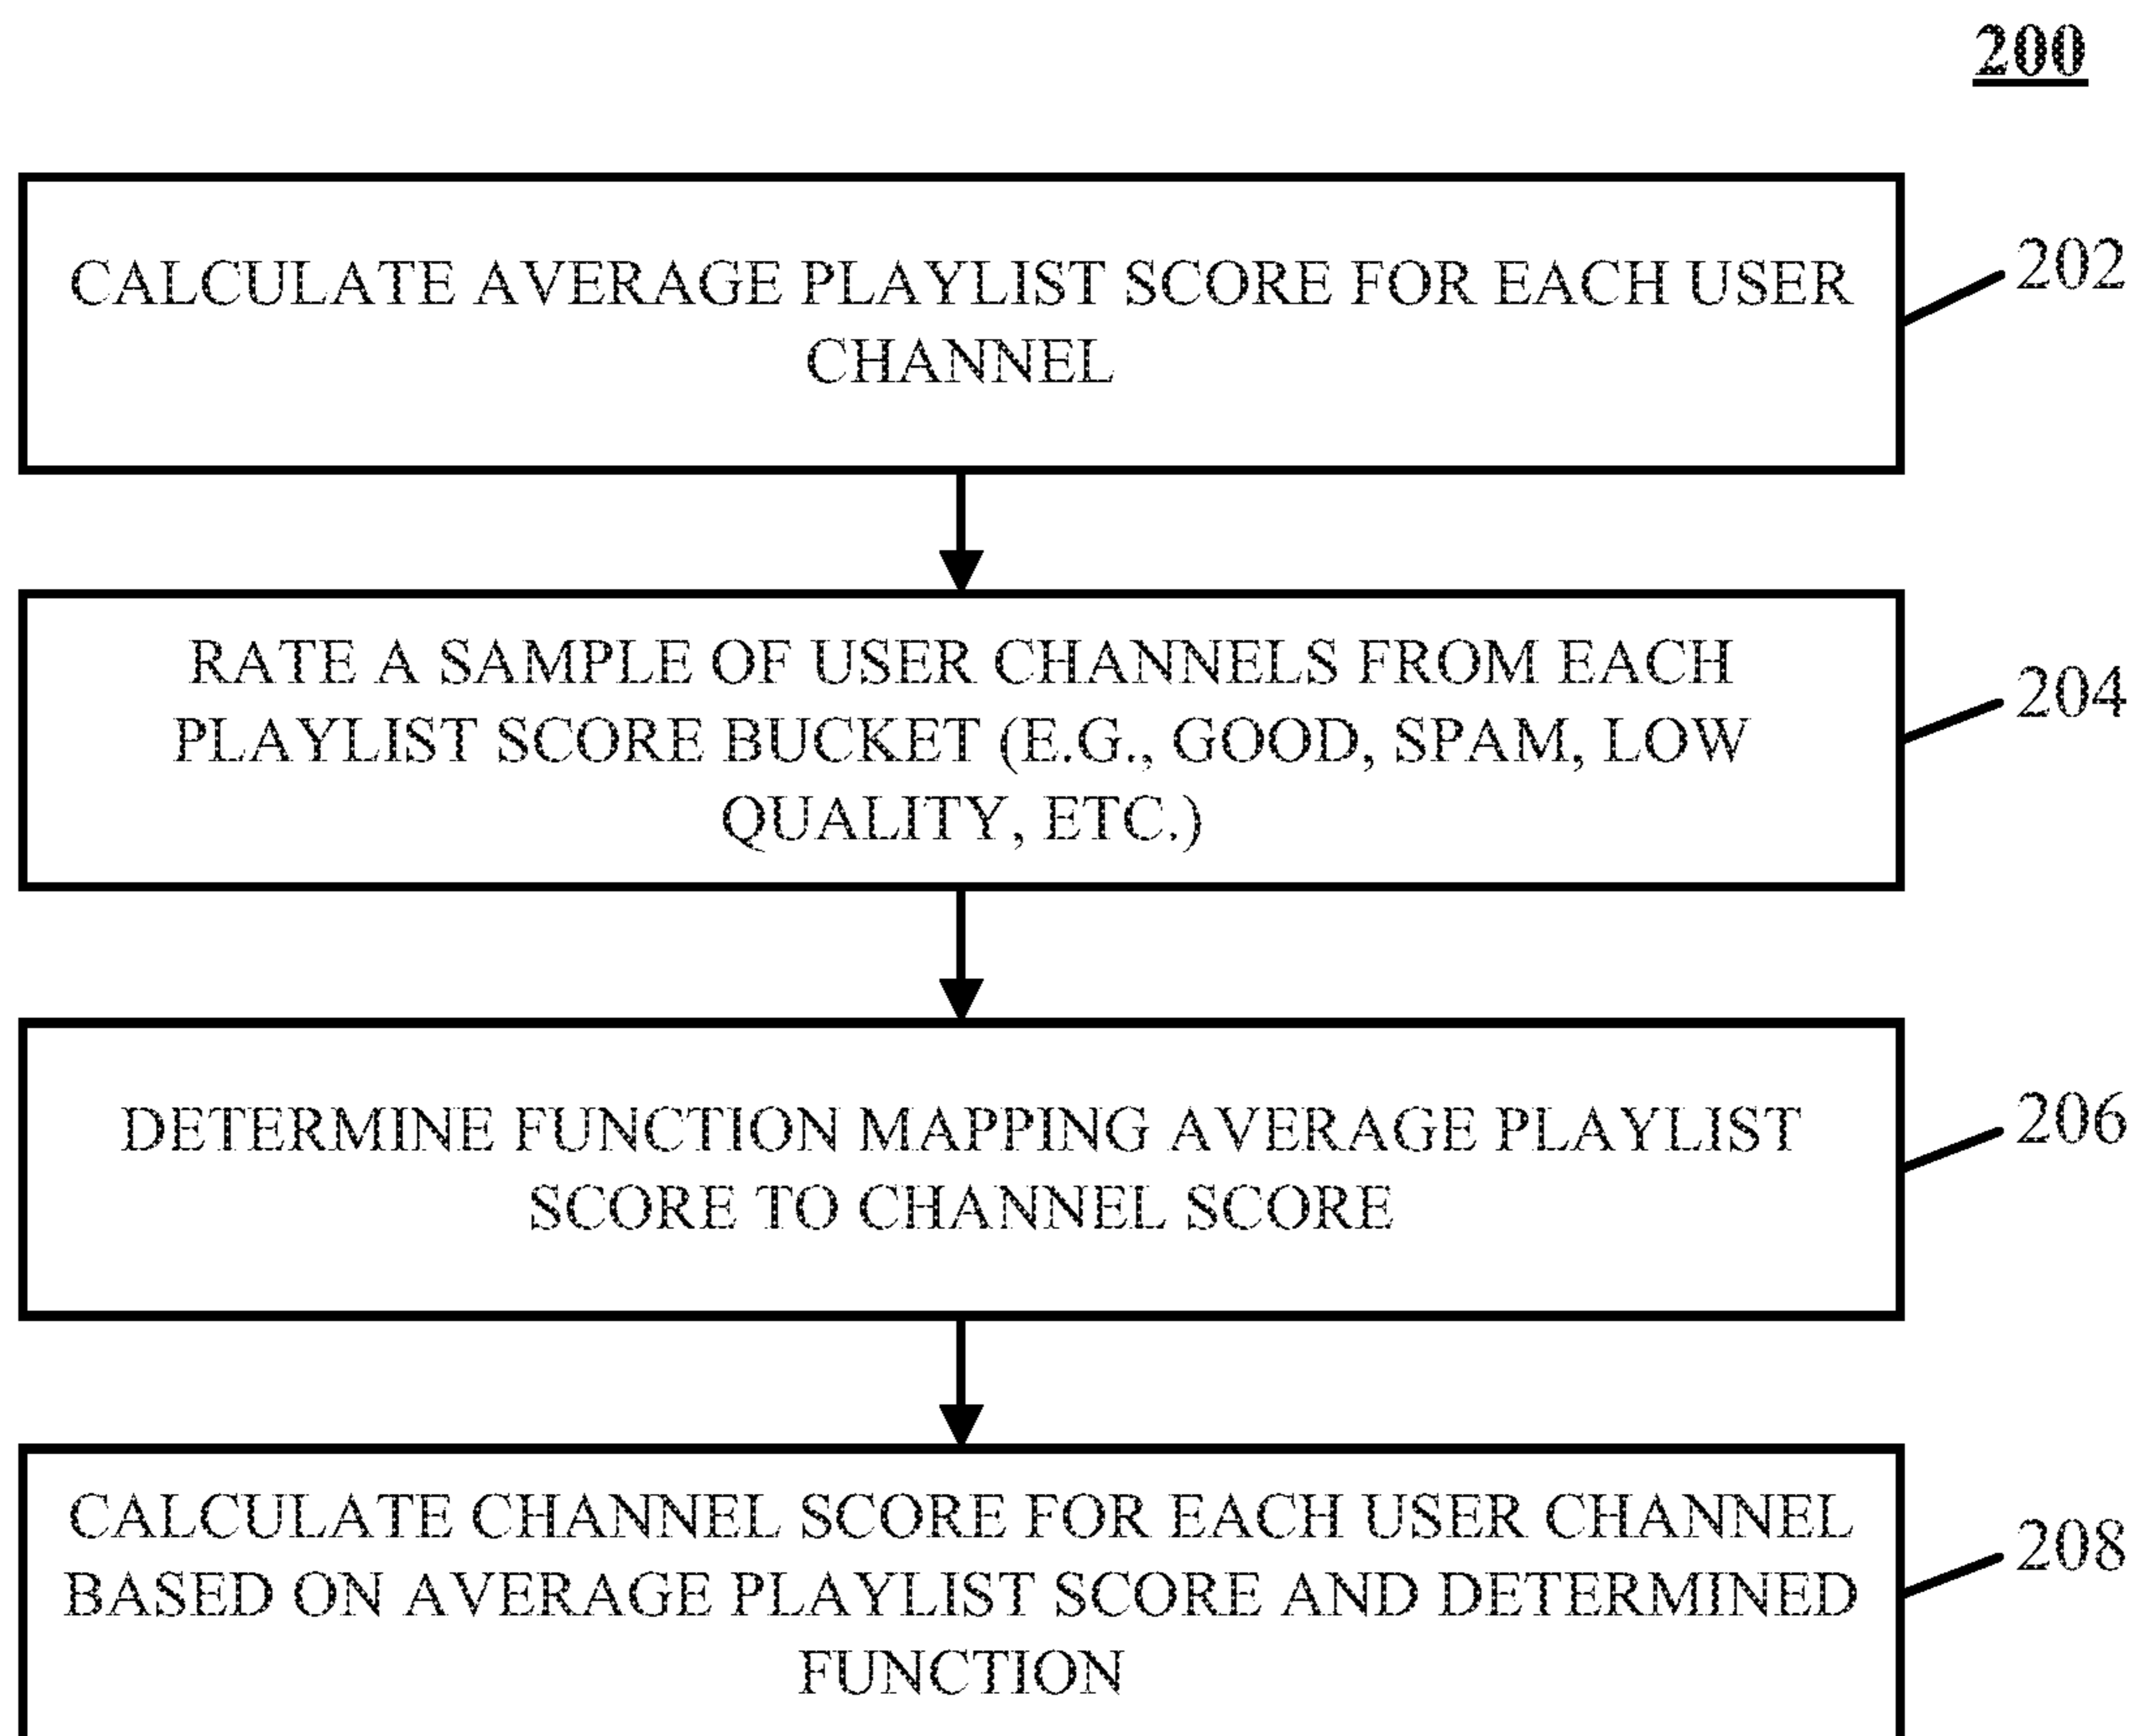 200
CALCULATE AVERAGE PLAYLIST SCORE FOR EACH USER
CHANNEL
202
RATE A SAMPLE OF USER CHANNELS FROM EACH
PLAYLIST SCORE BUCKET (E.G., GOOD, SPAM, LOW
QUALITY, ETC.)
204
DETERMINE FUNCTION MAPPING AVERAGE PLAYLIST
SCORE TO CHANNEL SCORE
206
CALCULATE CHANNEL SCORE FOR EACH USER CHANNEL
BASED ON AVERAGE PLAYLIST SCORE AND DETERMINED
FUNCTION
208